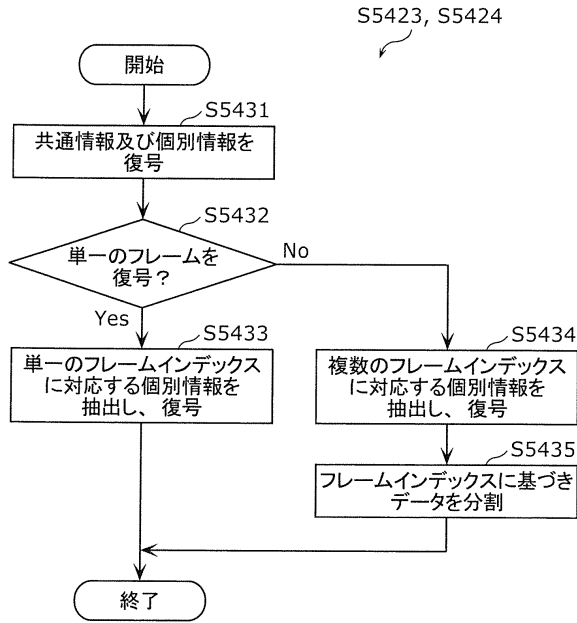 S5423, S5424
開始
S5431
共通情報及び個別情報を
復号
S5432
単一のフレームを
復号？
No
Yes
S5433
単一のフレームインデックス
に対応する個別情報を
抽出し、復号
S5434
複数のフレームインデックス
に対応する個別情報を
抽出し、復号
S5435
フレームインデックスに基づき
データを分割
終了